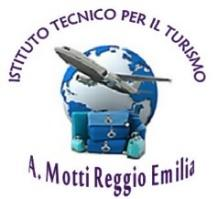 ISTITUTO TECNICO PER IL TURISMO
A. Motti Reggio Emilia